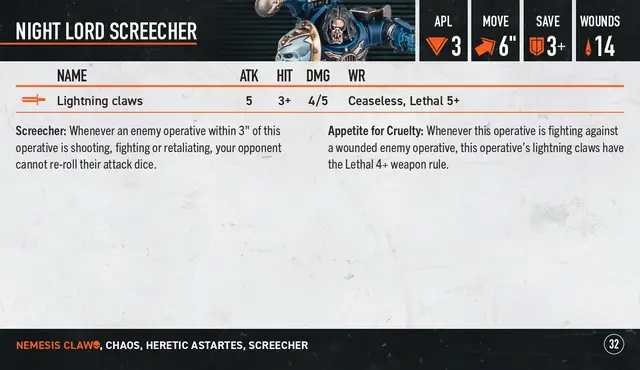 NIGHT LORD SCREECHER
APL
3
MOVE
6"
SAVE
3+
WOUNDS
14
NAME ATK HIT DMG WR
Lightning claws 5 3+ 4/5 Ceaseless, Lethal 5+
Screecher: Whenever an enemy operative within 3" of this
operative is shooting, fighting or retaliating, your opponent
cannot re-roll their attack dice.
Appetite for Cruelty: Whenever this operative is fighting against
a wounded enemy operative, this operative's lightning claws have
the Lethal 4+ weapon rule.
NEMESIS CLAW, CHAOS, HERETIC ASTARTES, SCREECHER
32